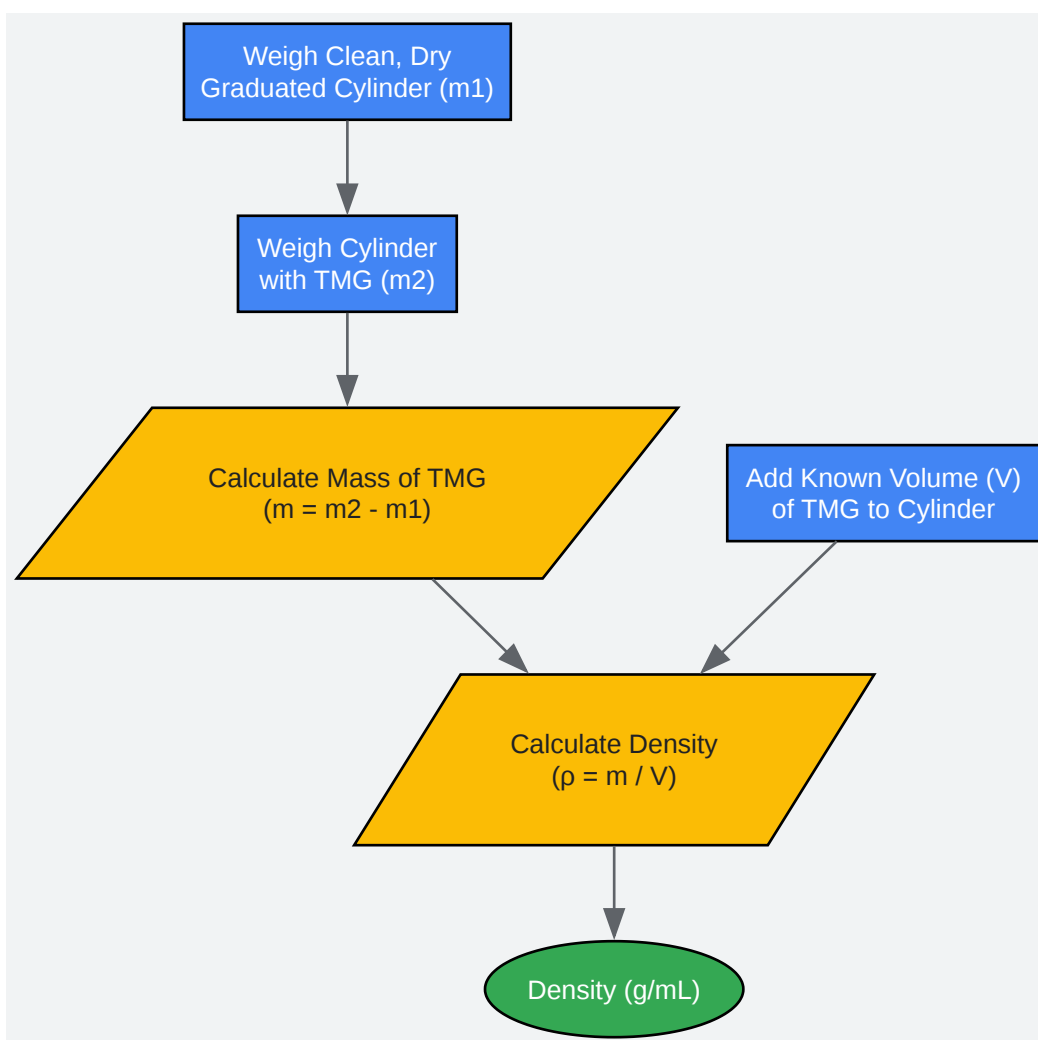 Weigh Clean, Dry
Graduated Cylinder (m1)
Weigh Cylinder
with TMG (m2)
Calculate Mass of TMG
(m = m2 - m1)
Add Known Volume (V)
of TMG to Cylinder
Calculate Density
(ρ = m / V)
Density (g/mL)